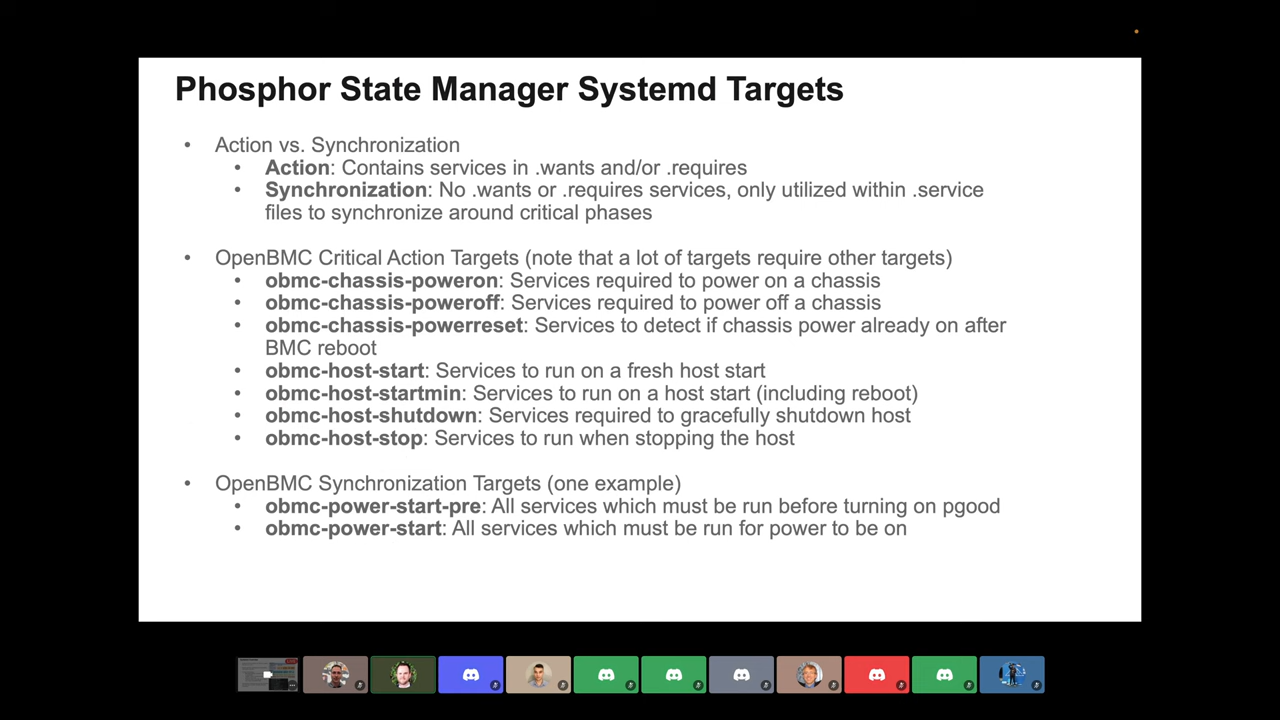 Phosphor State Manager Systemd Targets
• Action vs. Synchronization
• Action: Contains services in .wants and/or .requires
• Synchronization: No .wants or .requires services, only utilized within .service
files to synchronize around critical phases
• OpenBMC Critical Action Targets (note that a lot of targets require other targets)
• obmc-chassis-poweron: Services required to power on a chassis
• obmc-chassis-poweroff: Services required to power off a chassis
• obmc-chassis-powerreset: Services to detect if chassis power already on after
BMC reboot
• obmc-host-start: Services to run on a fresh host start
• obmc-host-startmin: Services to run on a host start (including reboot)
• obmc-host-shutdown: Services required to gracefully shutdown host
• obmc-host-stop: Services to run when stopping the host
• OpenBMC Synchronization Targets (one example)
• obmc-power-start-pre: All services which must be run before turning on pgood
• obmc-power-start: All services which must be run for power to be on